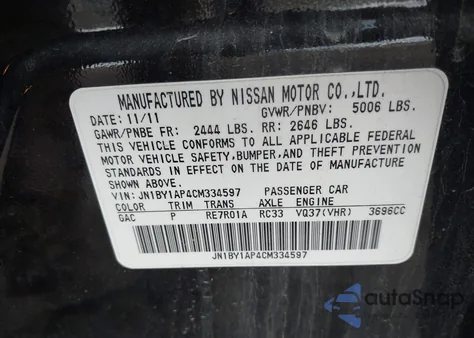 MANUFACTURED BY NISSAN MOTOR CO.,LTD.
DATE: 11/11 GVWR/PNBV: 5006 LBS.
GAWR/PNBE FR: 2444 LBS. RR: 2646 LBS.
THIS VEHICLE CONFORMS TO ALL APPLICABLE FEDERAL
MOTOR VEHICLE SAFETY,BUMPER,AND THEFT PREVENTION
STANDARDS IN EFFECT ON THE DATE OF MANUFACTURE
SHOWN ABOVE.
VIN: JN1BY1AP4CM334597 PASSENGER CAR
COLOR TRIM TRANS AXLE ENGINE
GAC P RE7R01A RC33 VQ37(VHR) 3696CC
JN1BY1AP4CM334597
autoSnap